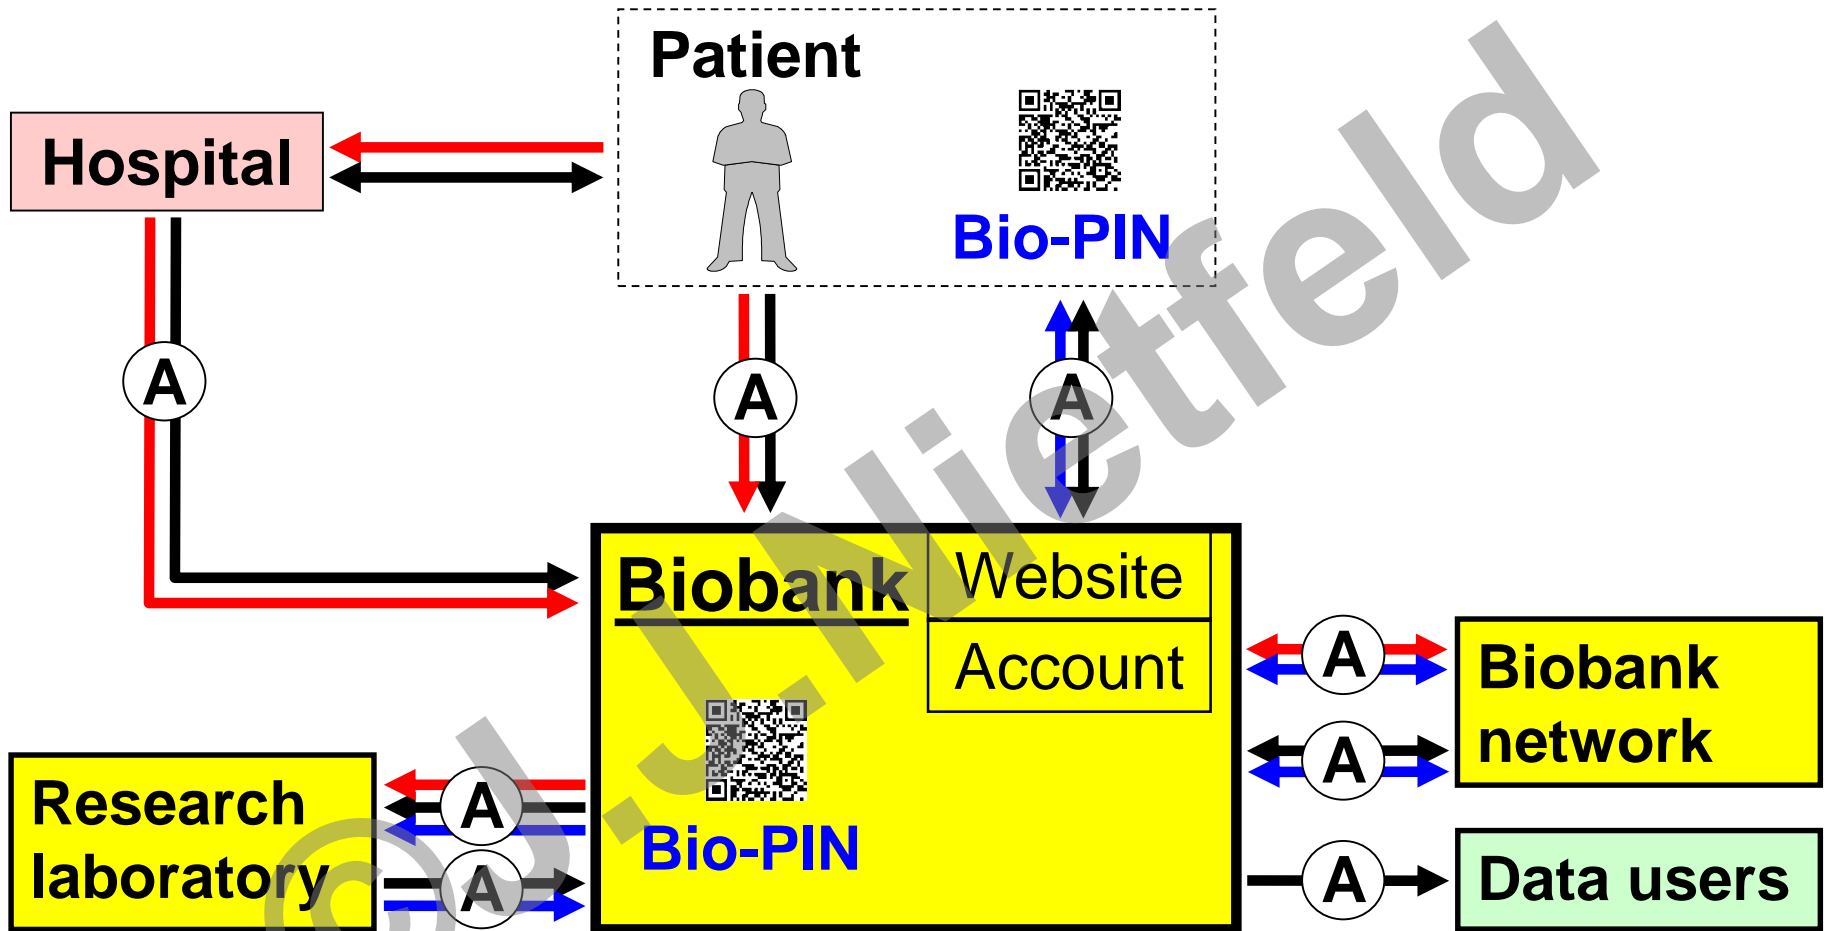 Patient
Hospital
Bio-PIN
A
A
A
Biobank
Website
Account
A
Biobank
network
A
Research
laboratory
A
A
Bio-PIN
A
Data users
©J.J.Nietfeld